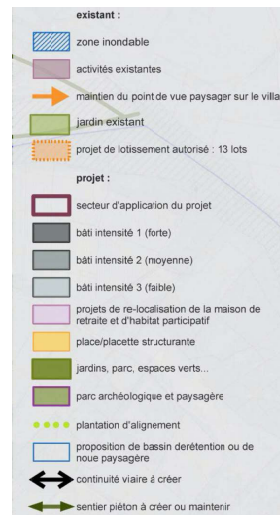 existant :
zone inondable
activités existantes
maintien du point de vue paysager sur le villa
jardin existant
projet de lotissement autorisé : 13 lots
projet :
secteur d'application du projet
bâti intensité 1 (forte)
bâti intensité 2 (moyenne)
bâti intensité 3 (faible)
projets de re-localisation de la maison de
retraite et d'habitat participatif
place/placette structurante
jardins, parc, espaces verts...
parc archéologique et paysagère
plantation d'alignement
proposition de bassin derétention ou de
noue paysagère
continuité viaire à créer
sentier piéton à créer ou maintenir